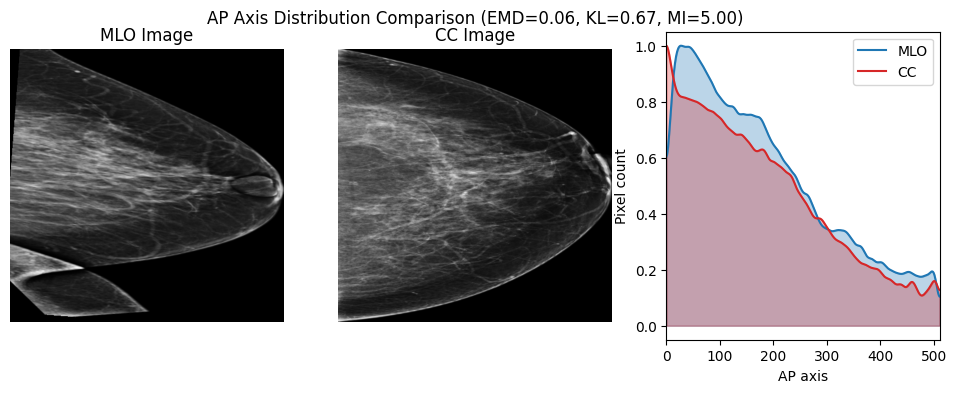 AP Axis Distribution Comparison (EMD=0.06, KL=0.67, MI=5.00)
MLO Image
CC Image
MLO
CC
Pixel count
1.0
0.8
0.6
0.4
0.2
0.0
0 100 200 300 400 500
AP axis